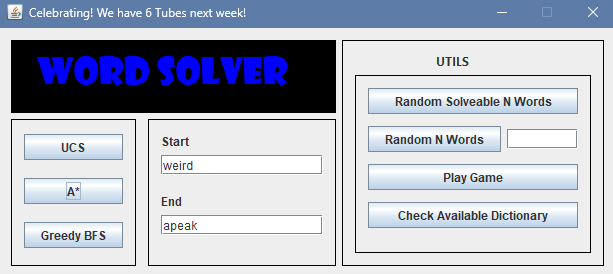 Celebrating! We have 6 Tubes next week!
WORD SOLVER
UCS
A*
Greedy BFS
Start
weird
End
apeak
UTILS
Random Solveable N Words
Random N Words
Play Game
Check Available Dictionary